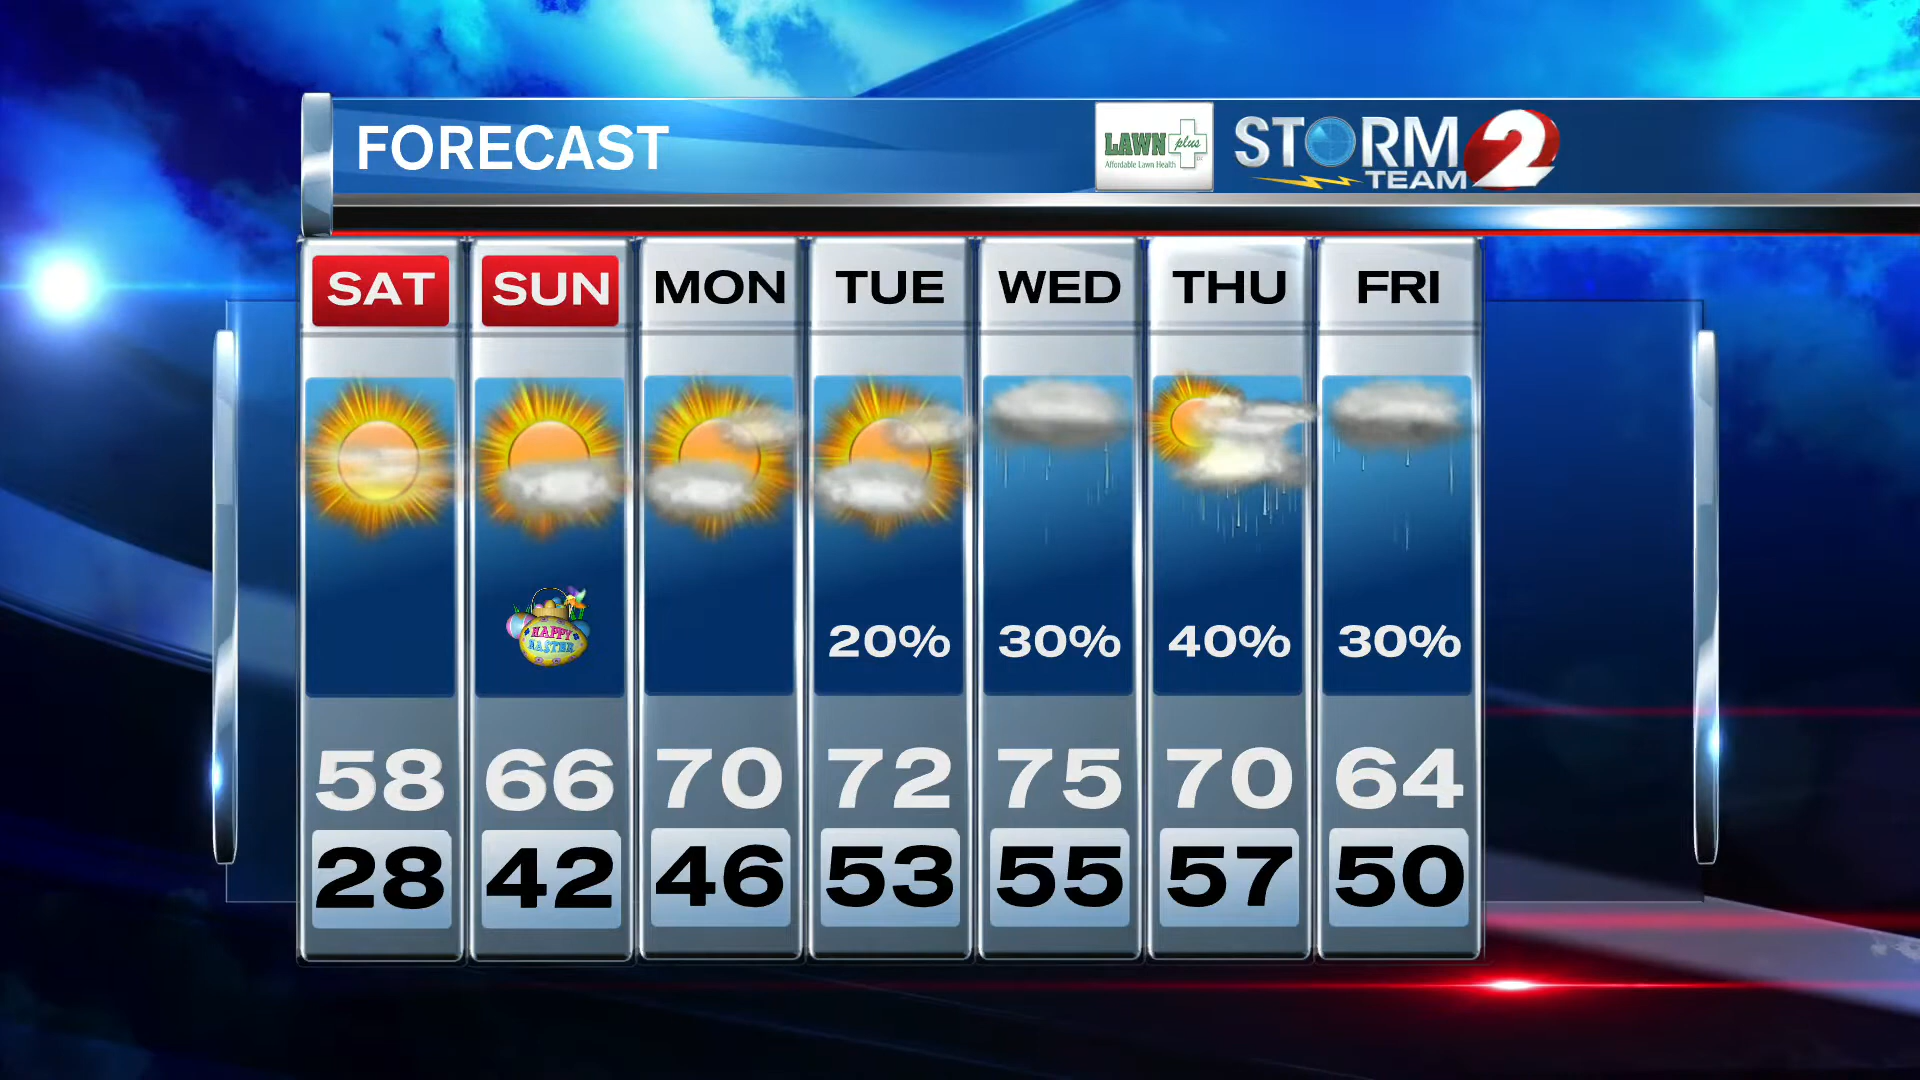 FORECAST
LAWN plus
Affordable Lawn Health
STORM
TEAM 2
SAT SUN MON TUE WED THU FRI
HAPPY
EASTER
20% 30% 40% 30%
58 66 70 72 75 70 64
28 42 46 53 55 57 50